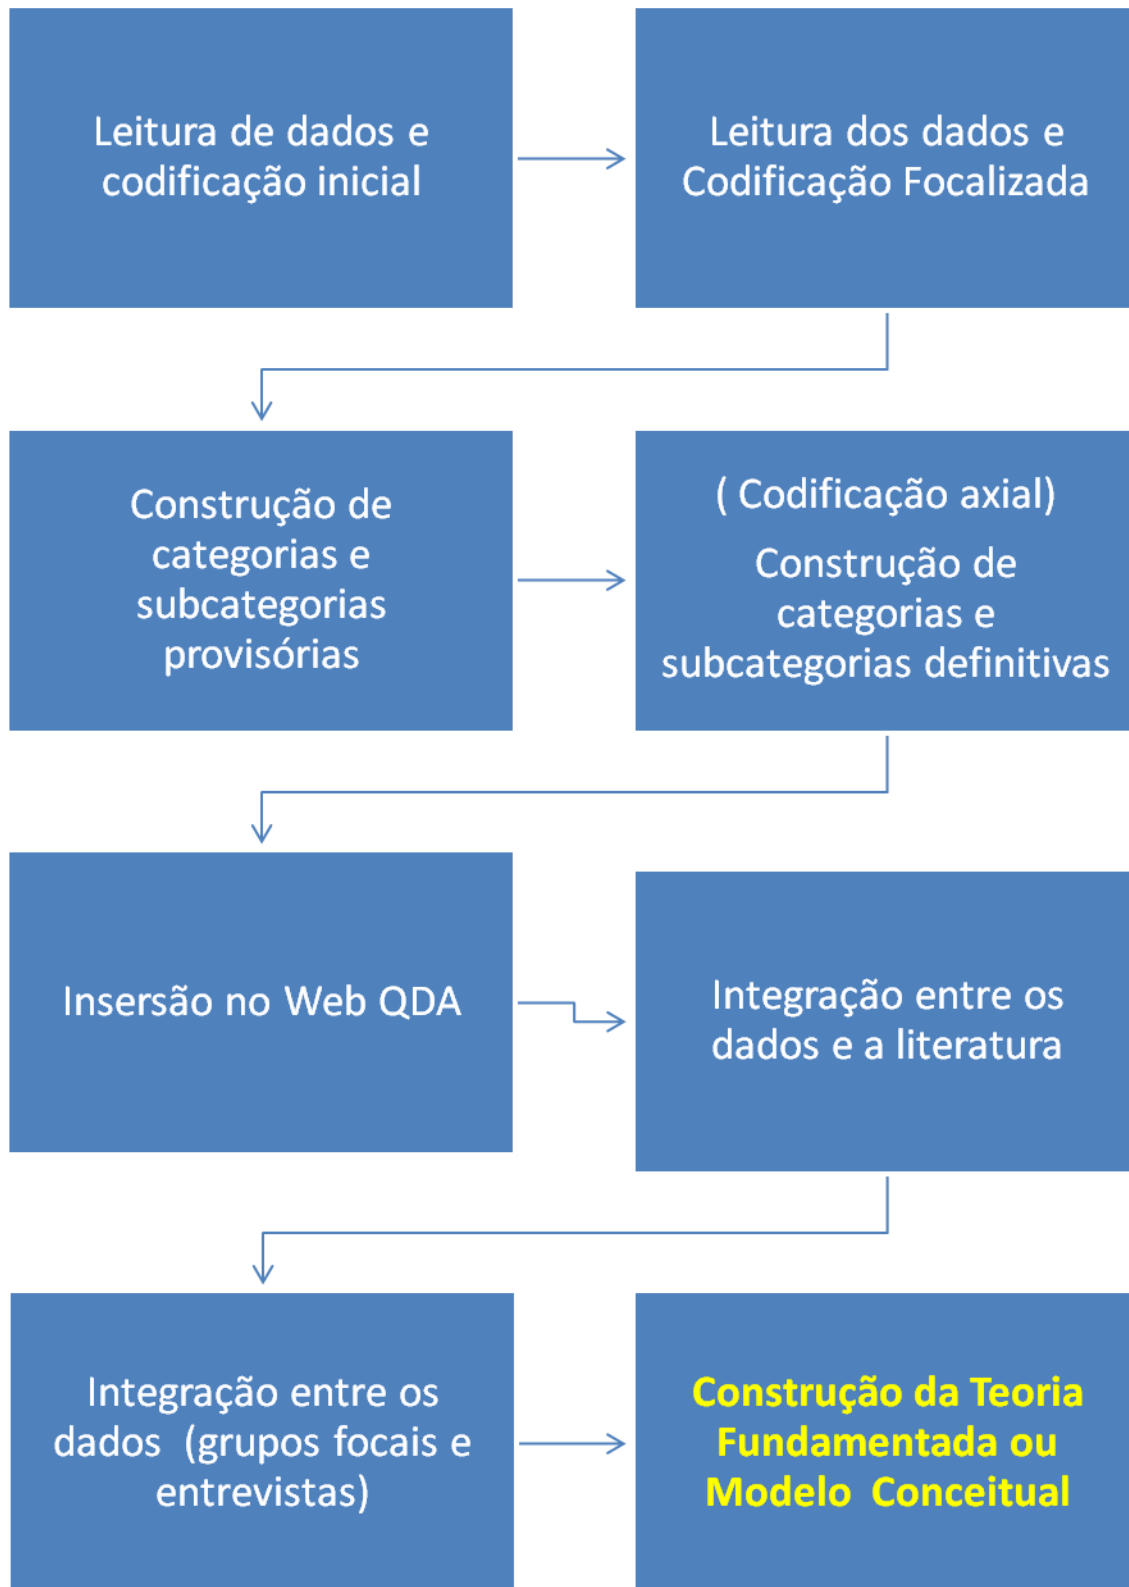 Leitura de dados e
codificação inicial
Leitura dos dados e
Codificação Focalizada
Construção de
categorias e
subcategorias
provisórias
( Codificação axial)
Construção de
categorias e
subcategorias definitivas
Insersão no Web QDA
Integração entre os
dados e a literatura
Integração entre os
dados (grupos focais e
entrevistas)
Construção da Teoria
Fundamentada ou
Modelo Conceitual